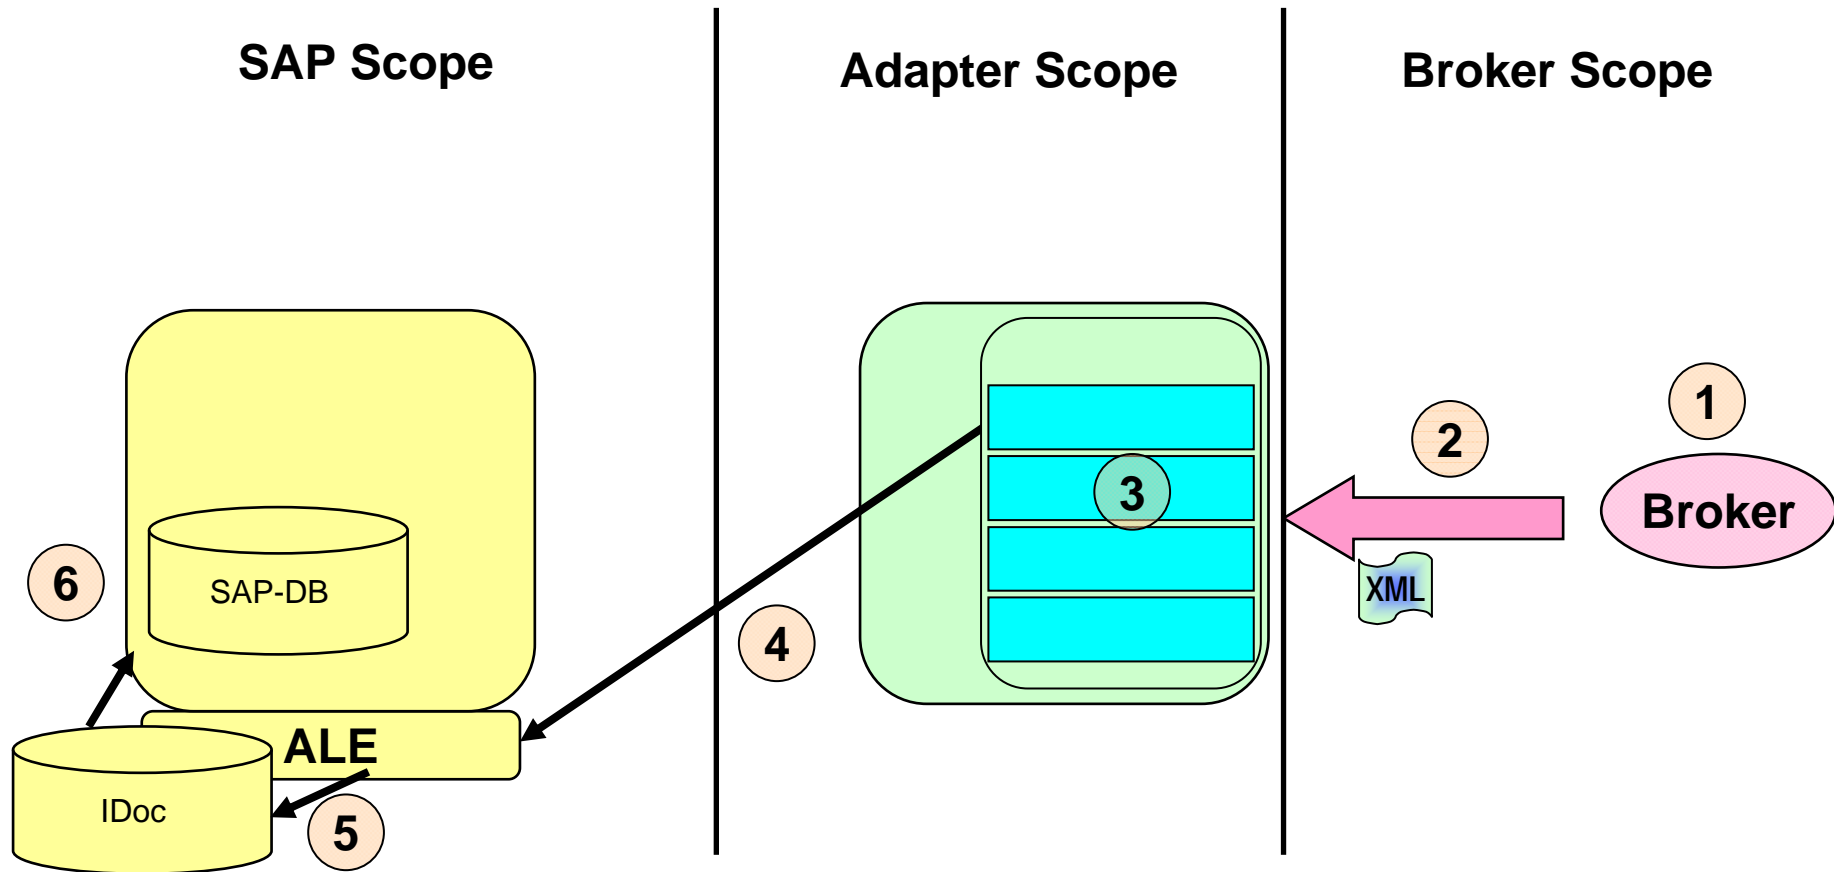 SAP Scope
Adapter Scope
Broker Scope
1
2
Broker
3
XML
SAP-DB
6
4
ALE
IDoc
5